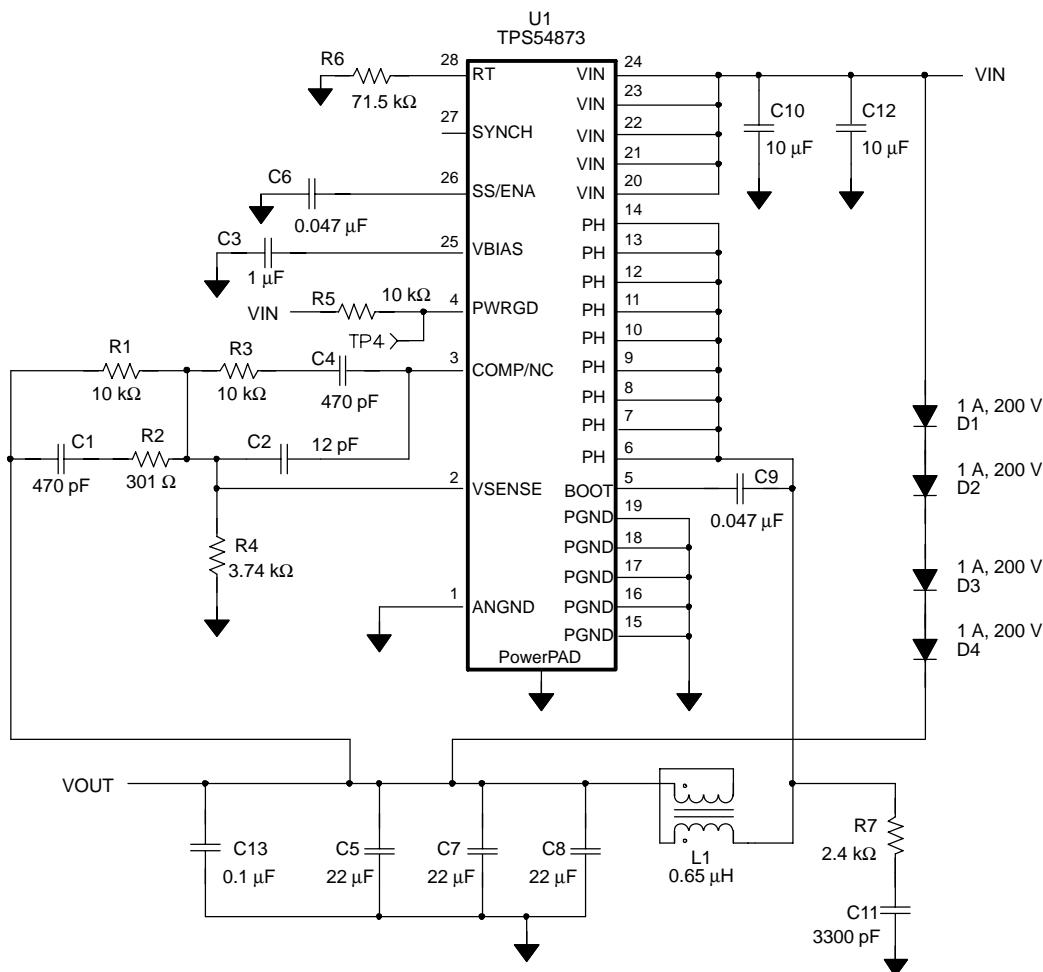 U1
TPS54873
R6
71.5 kΩ
28
RT
27
SYNCH
C6
0.047 μF
26
SS/ENA
C3
1 μF
25
VBIAS
VIN
R5
10 kΩ
4
PWRGD
TP4
R1
10 kΩ
R3
10 kΩ
C4
470 pF
3
COMP/NC
C1
470 pF
R2
301 Ω
C2
12 pF
2
VSENSE
R4
3.74 kΩ
1
ANGND
PowerPAD
VIN
24
VIN
23
VIN
22
VIN
21
VIN
20
PH
14
PH
13
PH
12
PH
11
PH
10
PH
9
PH
8
PH
7
PH
6
BOOT
5
PGND
19
PGND
18
PGND
17
PGND
16
PGND
15
VIN
C10
10 μF
C12
10 μF
C9
0.047 μF
1 A, 200 V
D1
1 A, 200 V
D2
1 A, 200 V
D3
1 A, 200 V
D4
VOUT
C13
0.1 μF
C5
22 μF
C7
22 μF
C8
22 μF
L1
0.65 μH
R7
2.4 kΩ
C11
3300 pF